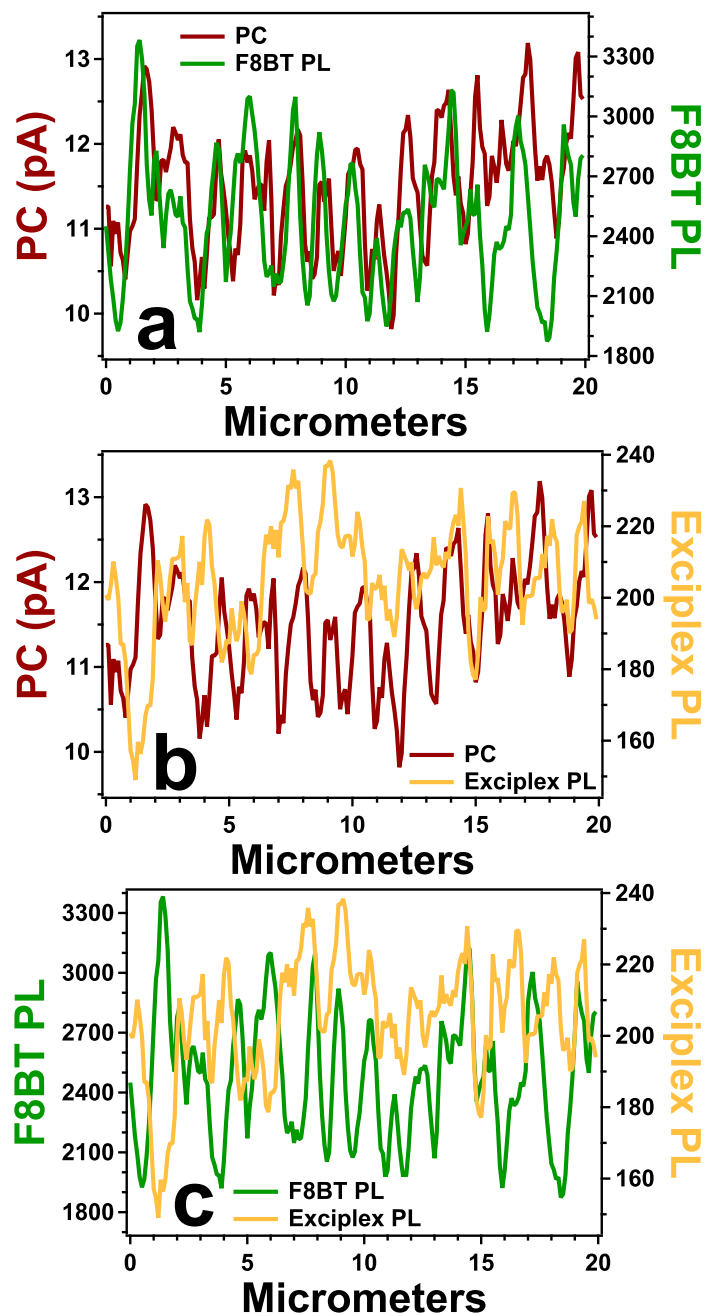 PC
F8BT PL
13
12
11
10
PC (pA)
3300
3000
2700
2400
2100
1800
F8BT PL
a
0 5 10 15 20
Micrometers
13
12
11
10
PC (pA)
240
220
200
180
160
Exciplex PL
b
PC
Exciplex PL
0 5 10 15 20
Micrometers
3300
3000
2700
2400
2100
1800
F8BT PL
240
220
200
180
160
Exciplex PL
c
F8BT PL
Exciplex PL
0 5 10 15 20
Micrometers